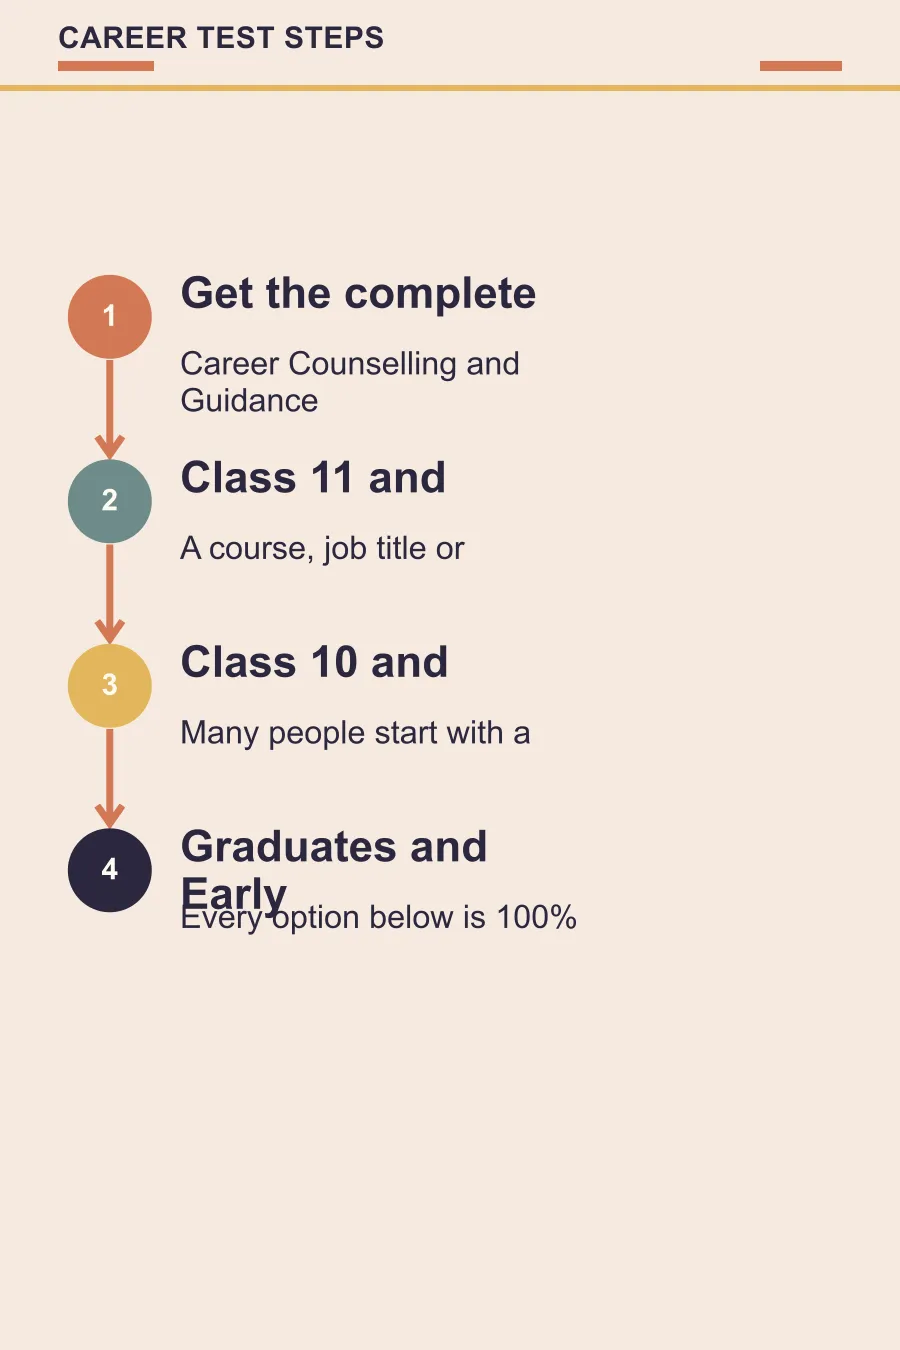 CAREER TEST STEPS
1
Get the complete
Career Counselling and
Guidance
2
Class 11 and
A course, job title or
3
Class 10 and
Many people start with a
4
Graduates and
Early
Every option below is 100%